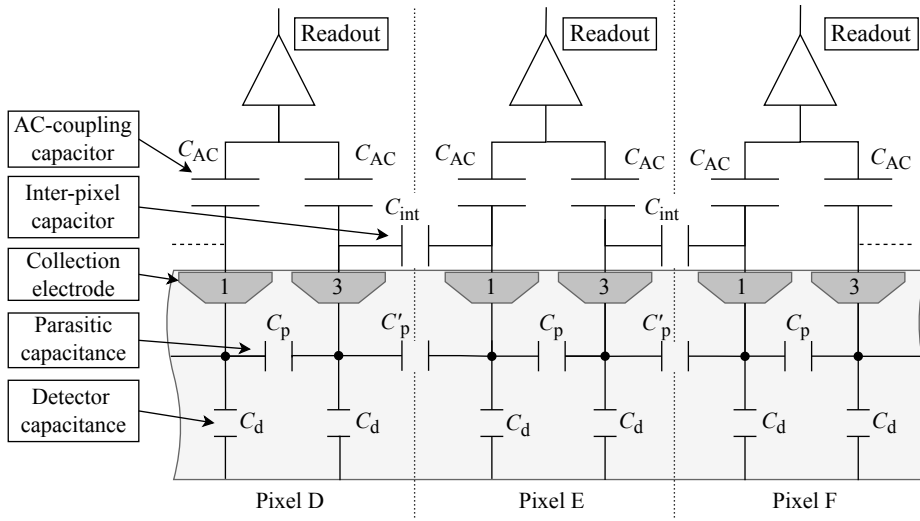 Readout Readout Readout
AC-coupling
capacitor
C_AC C_AC C_AC C_AC C_AC C_AC
Inter-pixel
capacitor
C_int C_int
Collection
electrode
1 3 1 3 1 3
Parasitic
capacitance
C_p C'_p C_p C'_p C_p
Detector
capacitance
C_d C_d C_d C_d C_d C_d
Pixel D Pixel E Pixel F